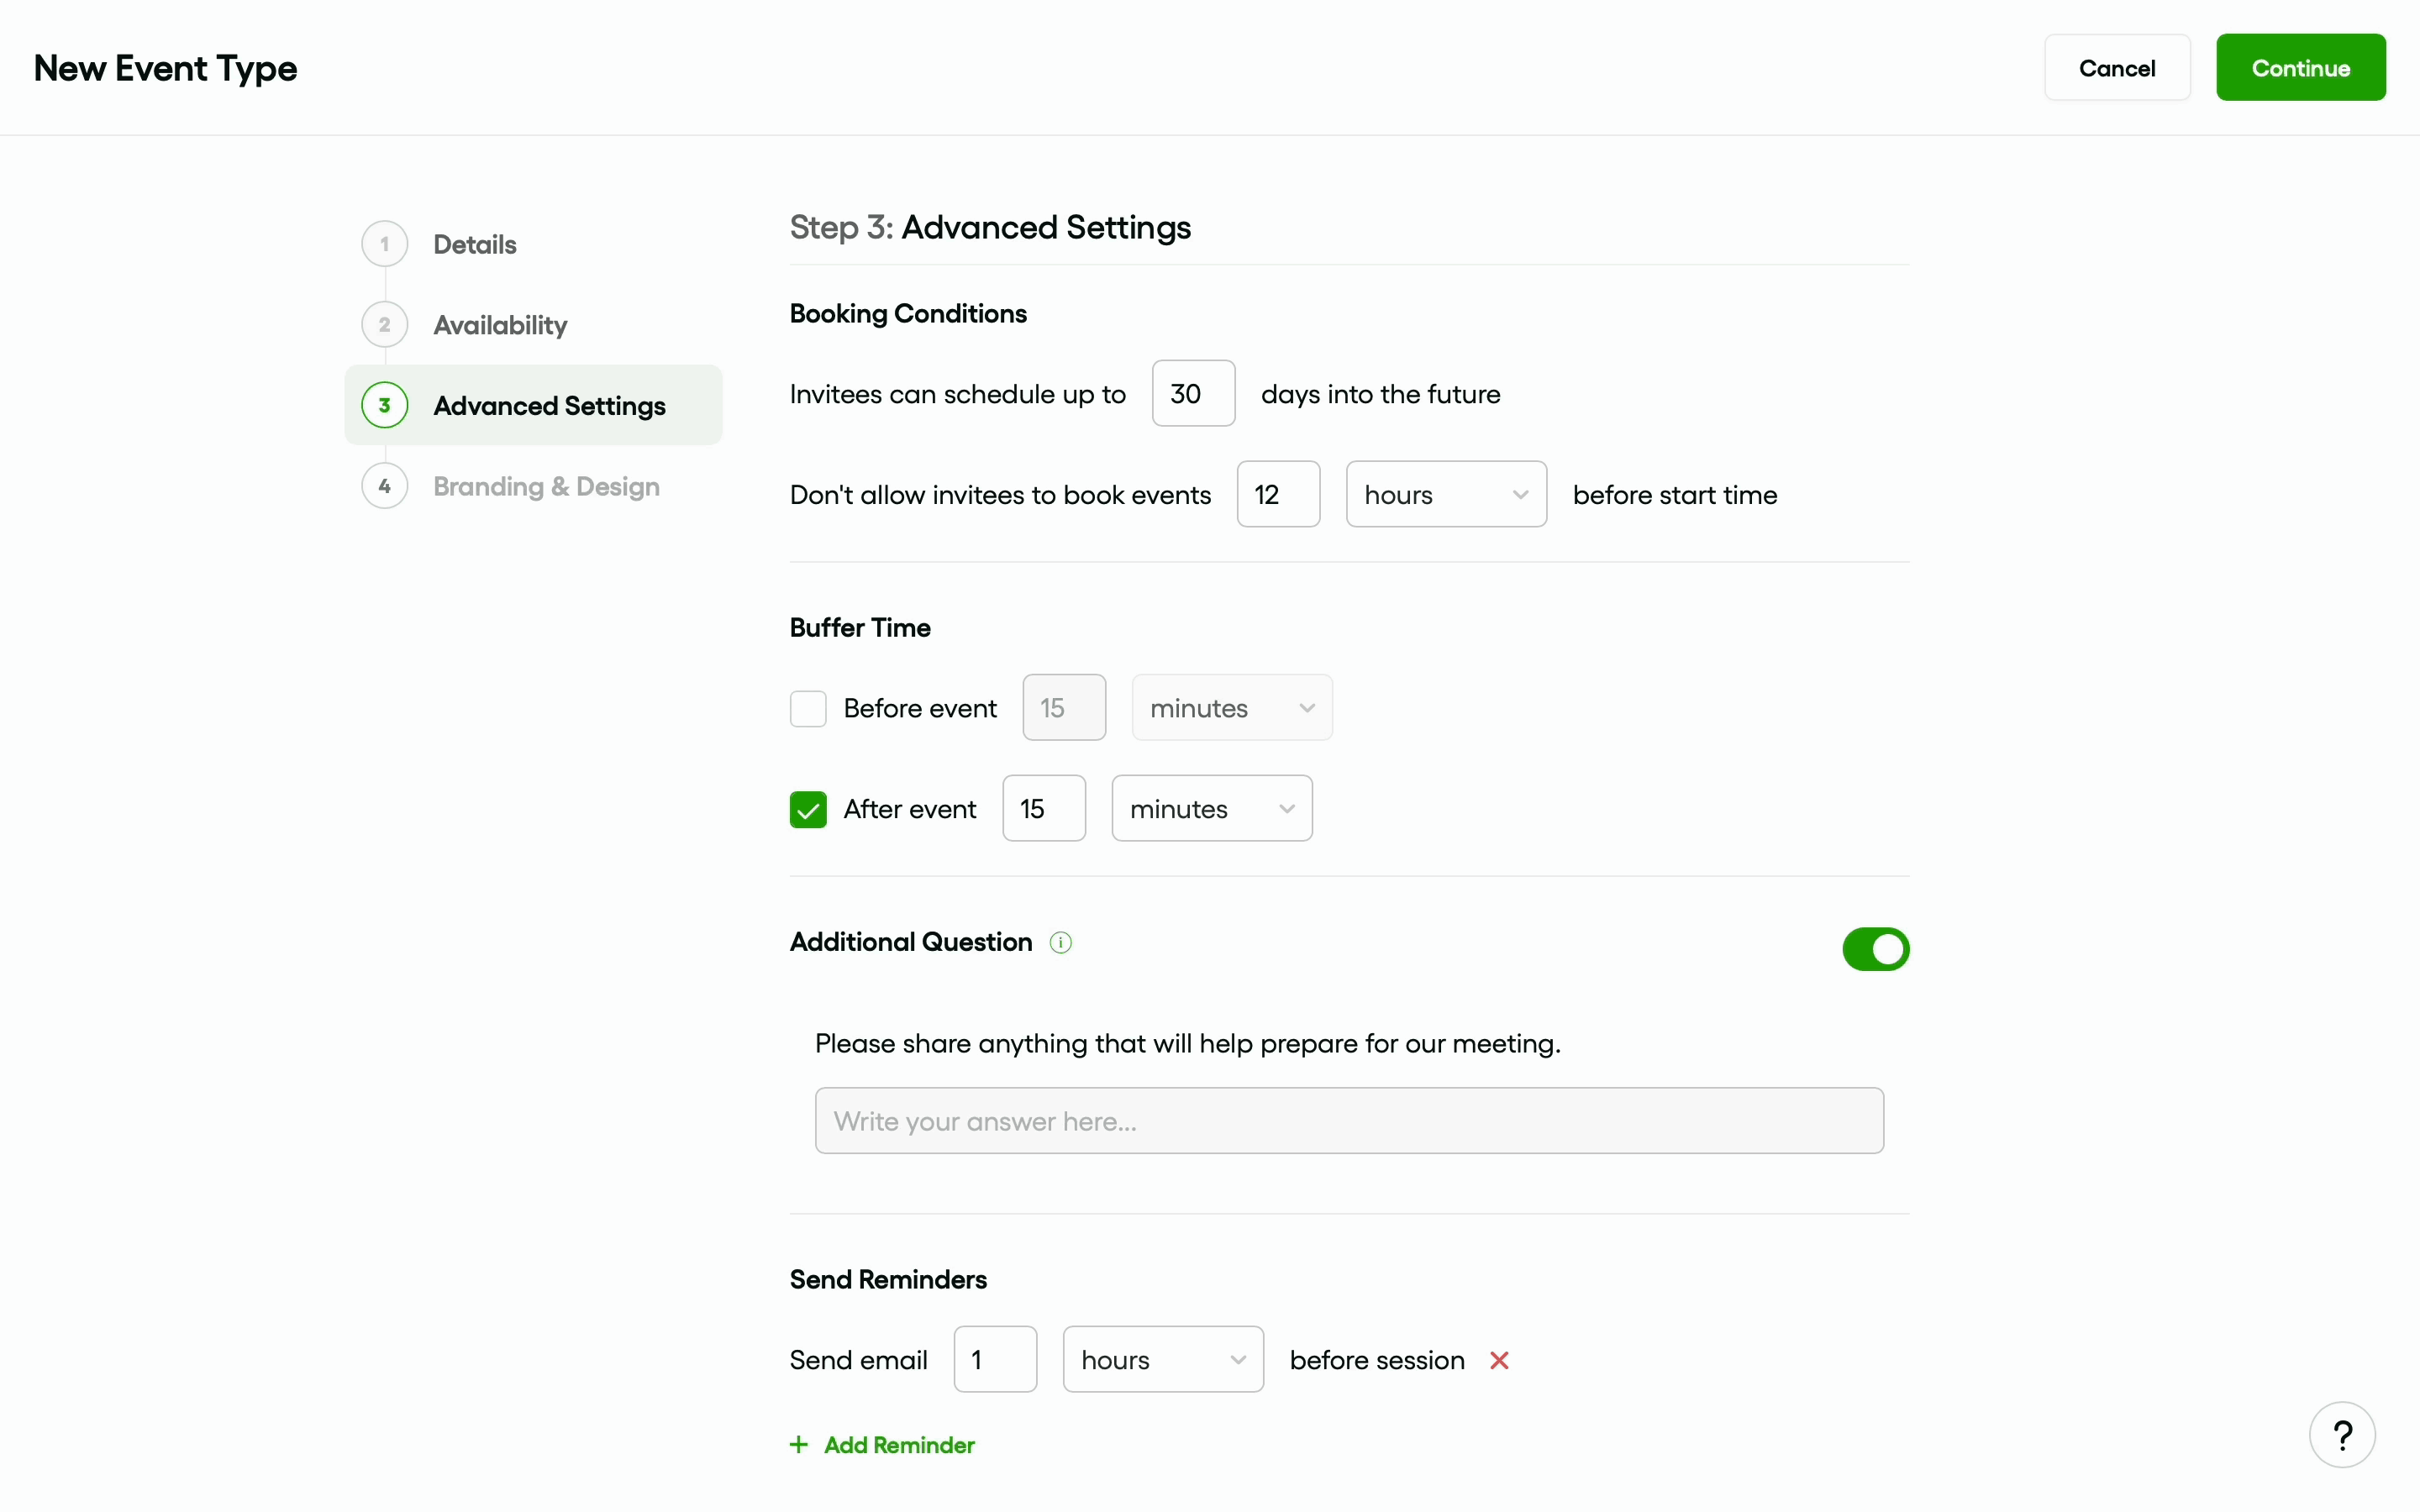 New Event Type
Cancel
Continue
1 Details
2 Availability
3 Advanced Settings
4 Branding & Design
Step 3: Advanced Settings
Booking Conditions
Invitees can schedule up to 30 days into the future
Don't allow invitees to book events 12 hours before start time
Buffer Time
Before event 15 minutes
After event 15 minutes
Additional Question i
Please share anything that will help prepare for our meeting.
Write your answer here...
Send Reminders
Send email 1 hours before session
+ Add Reminder
?